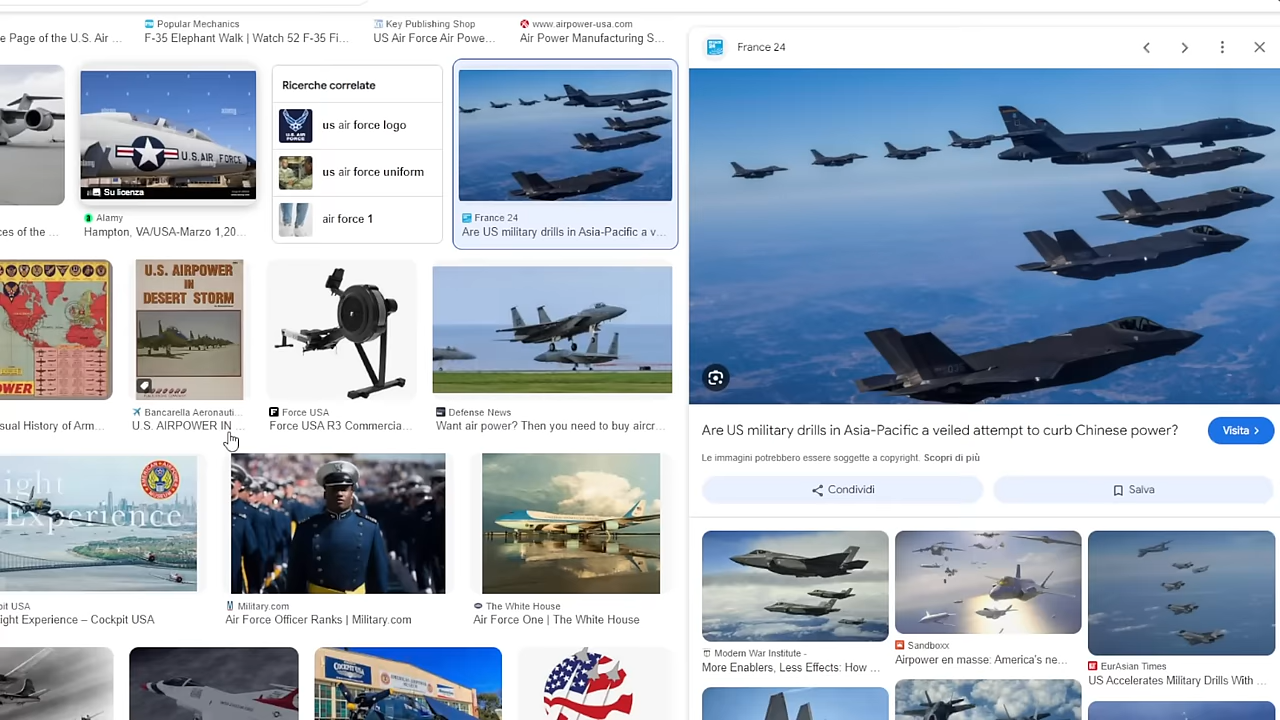 Popular Mechanics
Key Publishing Shop
www.airpower-usa.com
e Page of the U.S. Air ...
F-35 Elephant Walk | Watch 52 F-35 Fi...
US Air Force Air Powe...
Air Power Manufacturing S...
France 24
Ricerche correlate
us air force logo
us air force uniform
air force 1
U.S. AIR FORCE
Su licenza
Alamy
ces of the ...
Hampton, VA/USA-Marzo 1,20...
France 24
Are US military drills in Asia-Pacific a v...
U.S. AIRPOWER
IN
DESERT STORM
CONCORD
OWER
Bancarella Aeronauti...
Force USA
Defense News
sual History of Arm...
U.S. AIRPOWER IN ...
Force USA R3 Commercia...
Want air power? Then you need to buy aircr...
Are US military drills in Asia-Pacific a veiled attempt to curb Chinese power?
Visita
Le immagini potrebbero essere soggette a copyright. Scopri di più
Condividi
Salva
ight
Experience
pit USA
Military.com
The White House
ight Experience – Cockpit USA
Air Force Officer Ranks | Military.com
Air Force One | The White House
Modern War Institute -
More Enablers, Less Effects: How ...
Sandboxx
Airpower en masse: America's ne...
EurAsian Times
US Accelerates Military Drills With ...
COCKPIT USA